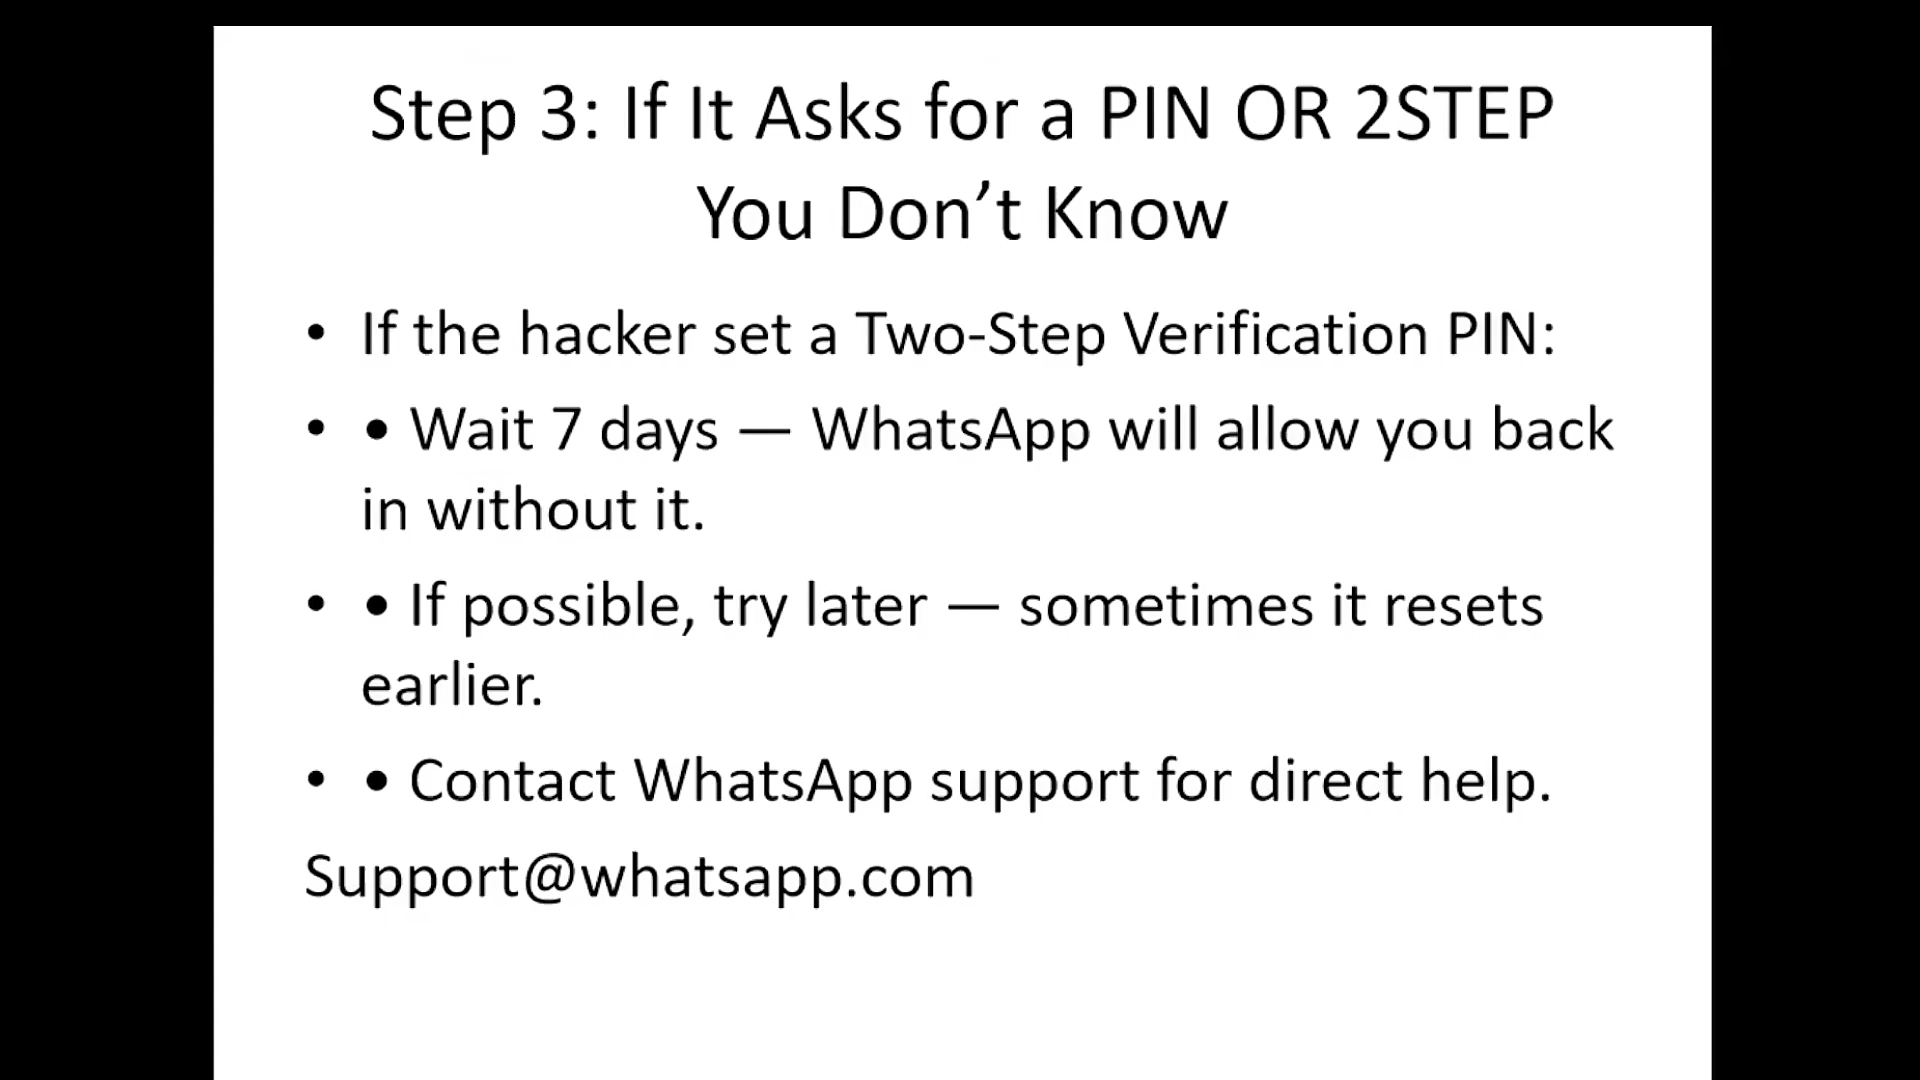 Step 3: If It Asks for a PIN OR 2STEP
You Don’t Know
• If the hacker set a Two-Step Verification PIN:
• • Wait 7 days — WhatsApp will allow you back
in without it.
• • If possible, try later — sometimes it resets
earlier.
• • Contact WhatsApp support for direct help.
Support@whatsapp.com